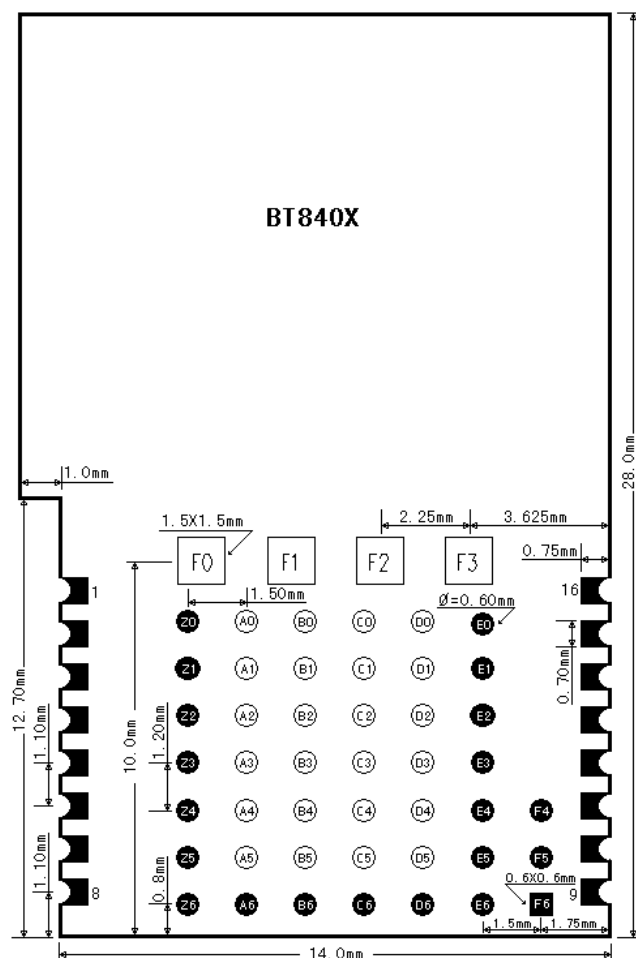 BT840X
1.0mm
28.0mm
2.25mm
3.625mm
1.5X1.5mm
0.75mm
F0 F1 F2 F3
1 16
1.50mm
Ø=0.60mm
Z0 A0 B0 C0 D0 E0
0.70mm
Z1 A1 B1 C1 D1 E1
12.70mm
10.0mm
Z2 A2 B2 C2 D2 E2
1.10mm
1.20mm
Z3 A3 B3 C3 D3 E3
Z4 A4 B4 C4 D4 E4 F4
Z5 A5 B5 C5 D5 E5 F5
1.10mm
0.8mm
0.6X0.6mm
8 9
Z6 A6 B6 C6 D6 E6 F6
1.5mm
1.75mm
14.0mm